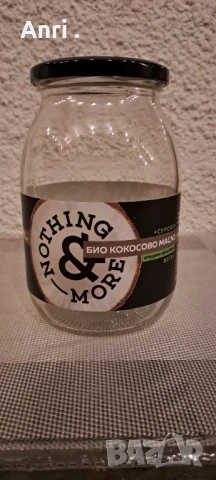 Anri .
NOTHING
&
MORE
•СУРОВО•
БИО КОКОСОВО МАСЛО
BAZAR